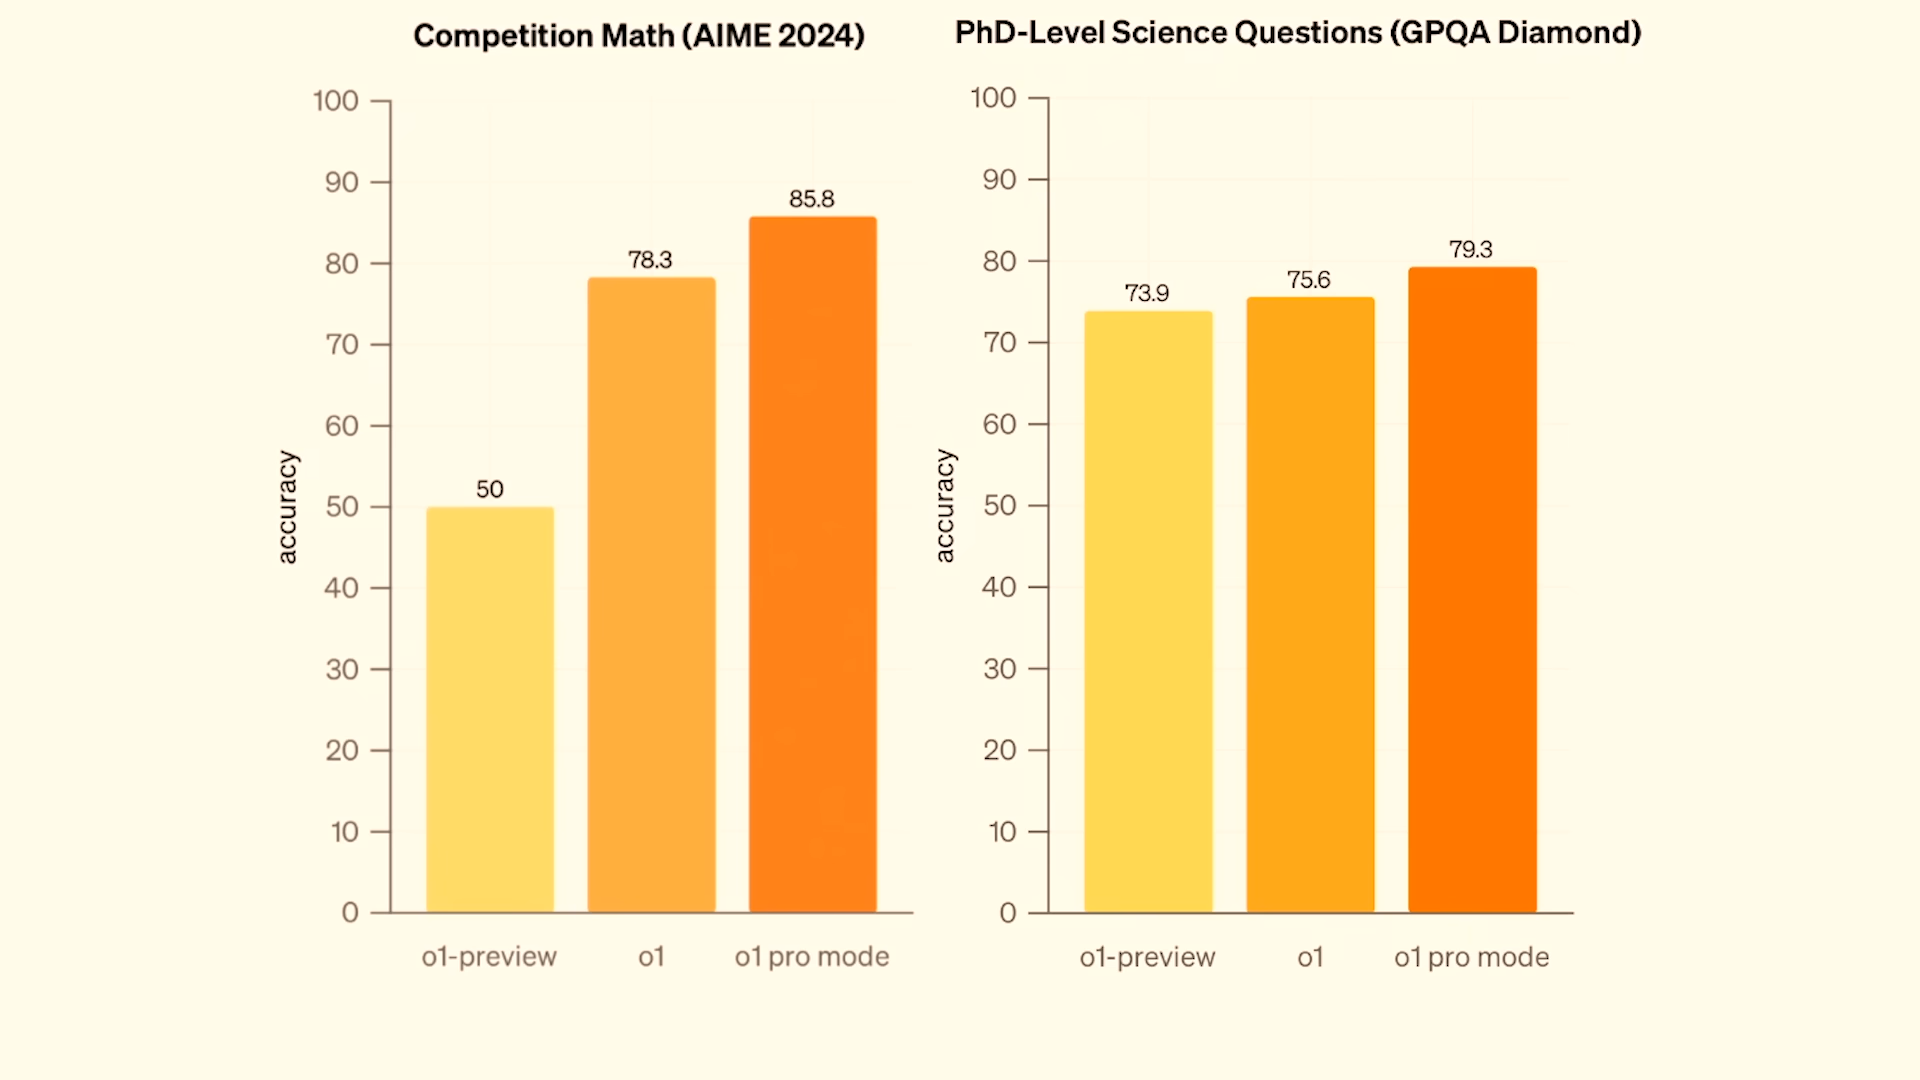 Competition Math (AIME 2024)
100
90
80
70
60
50
40
30
20
10
0
accuracy
50
78.3
85.8
o1-preview
o1
o1 pro mode
PhD-Level Science Questions (GPQA Diamond)
100
90
80
70
60
50
40
30
20
10
0
accuracy
73.9
75.6
79.3
o1-preview
o1
o1 pro mode